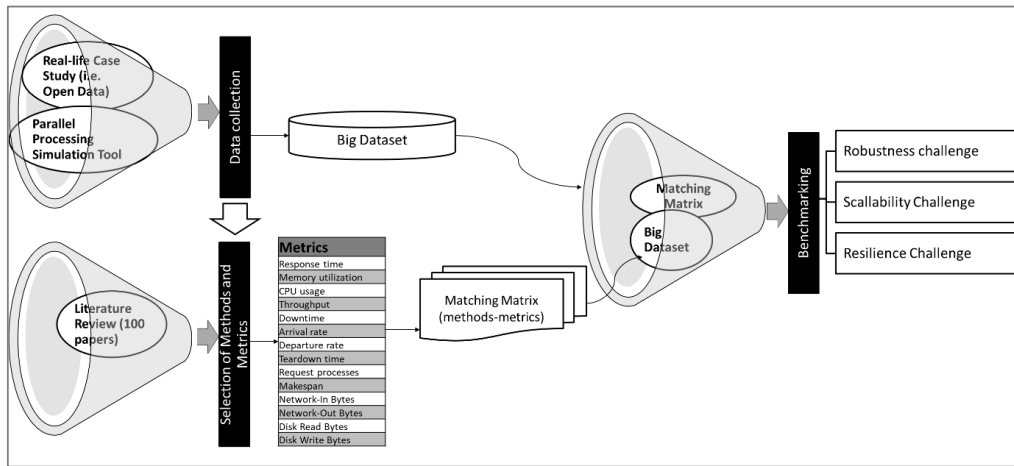 Real-life Case
Study (i.e.
Open Data)
Parallel
Processing
Simulation Tool
Data collection
Big Dataset
Literature
Review (100
papers)
Selection of Methods and
Metrics
Metrics
Response time
Memory utilization
CPU usage
Throughput
Downtime
Arrival rate
Departure rate
Teardown time
Request processes
Makespan
Network-In Bytes
Network-Out Bytes
Disk Read Bytes
Disk Write Bytes
Matching Matrix
(methods-metrics)
Matching
Matrix
Big
Dataset
Benchmarking
Robustness challenge
Scallability Challenge
Resilience Challenge